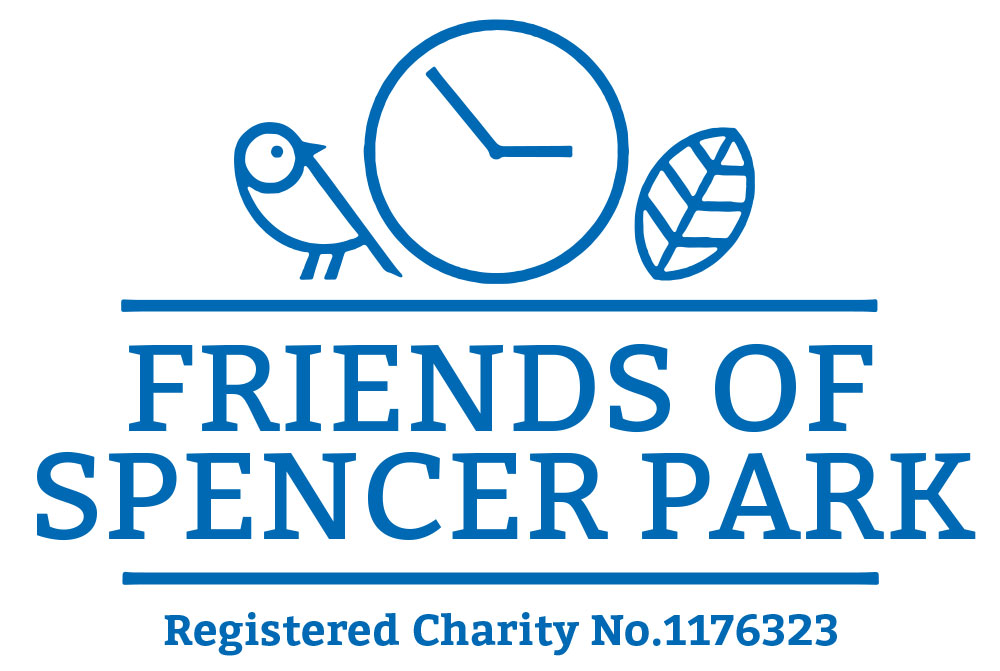 FRIENDS OF
SPENCER PARK
Registered Charity No.1176323